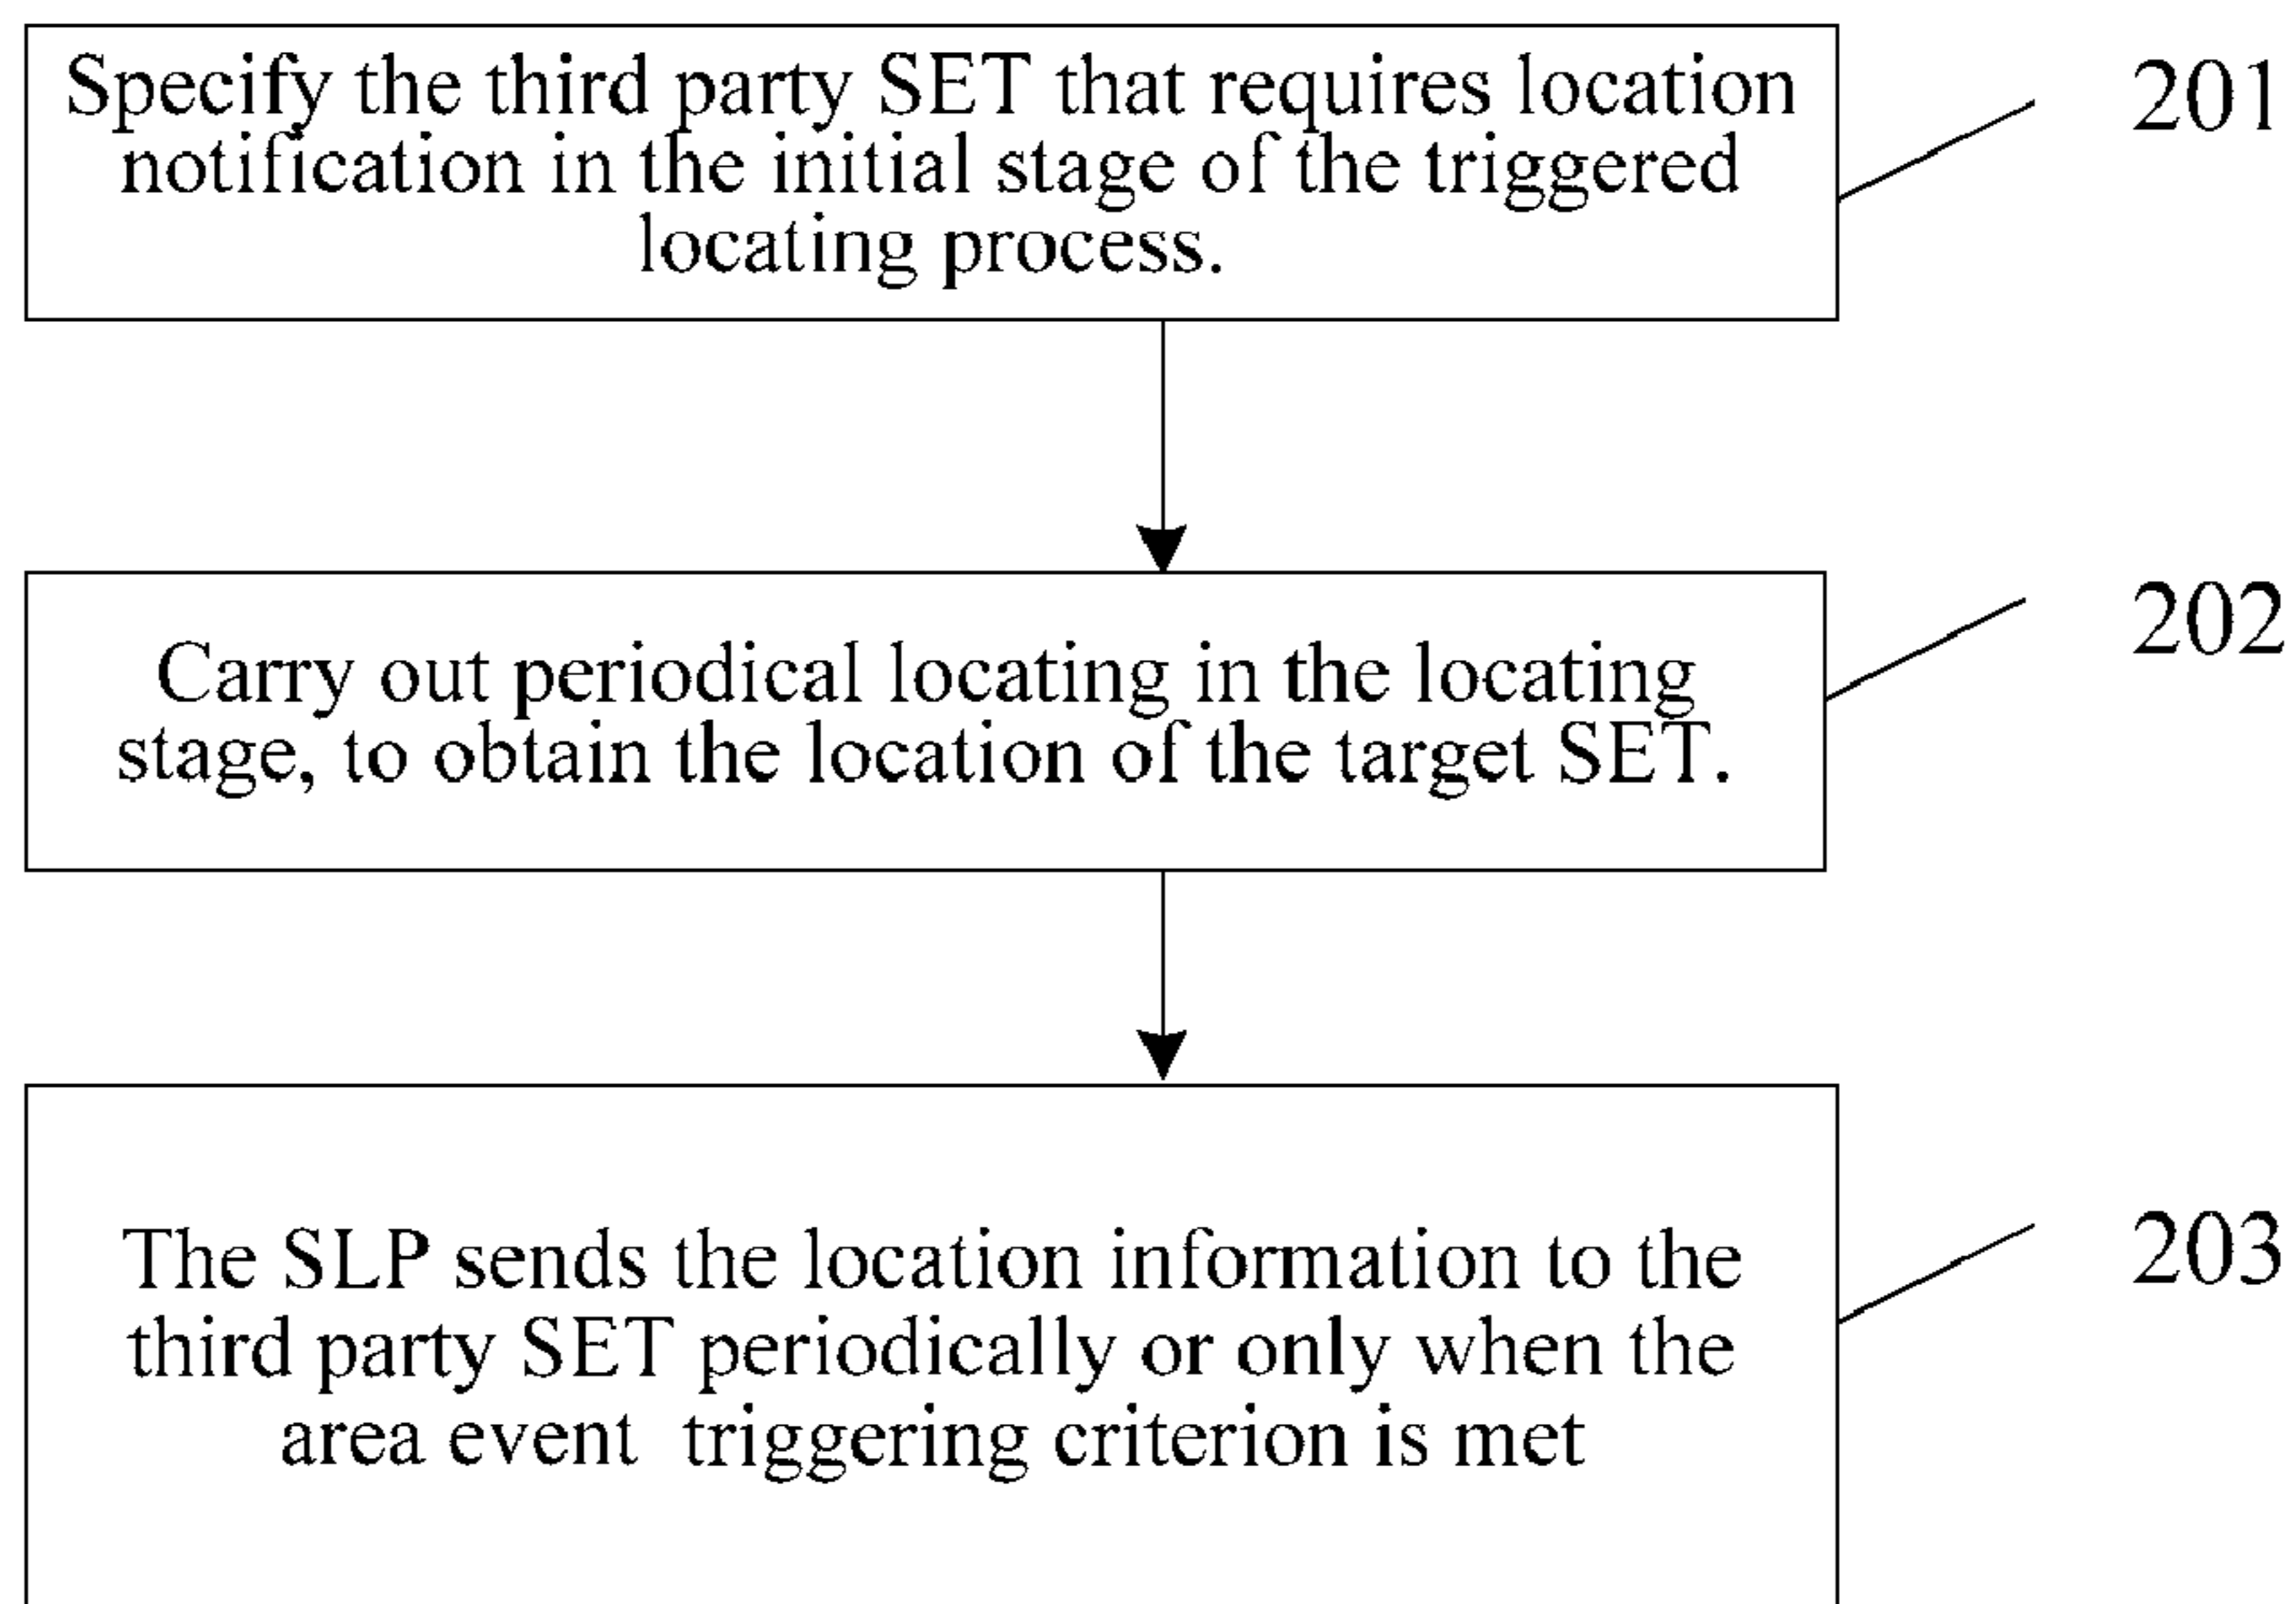 Specify the third party SET that requires location
notification in the initial stage of the triggered
locating process.
201
Carry out periodical locating in the locating
stage, to obtain the location of the target SET.
202
The SLP sends the location information to the
third party SET periodically or only when the
area event triggering criterion is met
203